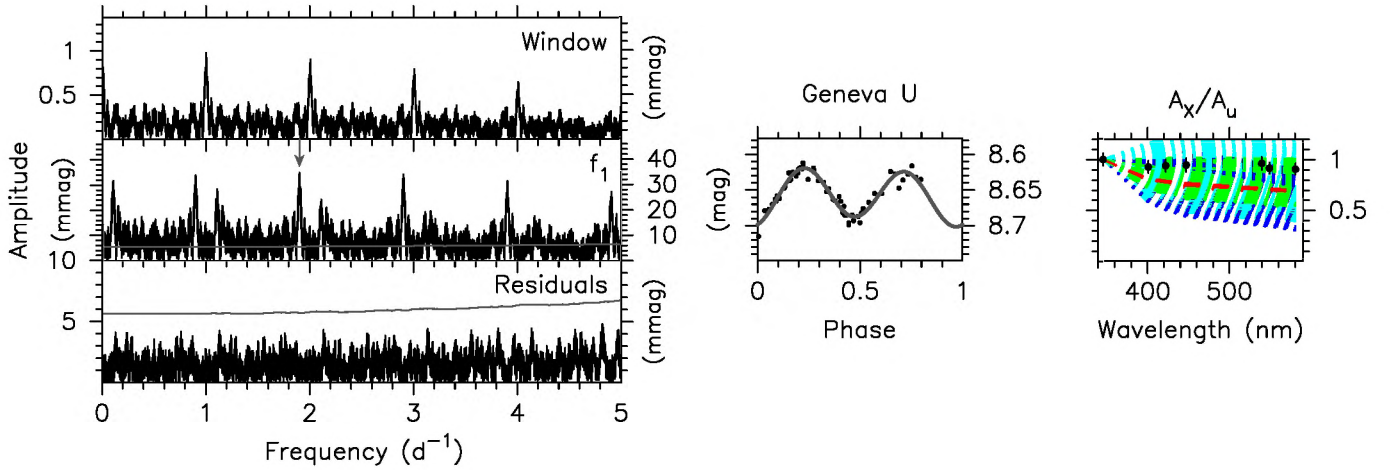 Window
f₁
Residuals
1
0.5
10
5
Amplitude
(mmag)
(mmag)
40
30
20
10
(mmag)
0 1 2 3 4 5
Frequency (d⁻¹)
Geneva U
(mag)
8.6
8.65
8.7
0 0.5 1
Phase
Aₓ/Aᵤ
1
0.5
400 500
Wavelength (nm)